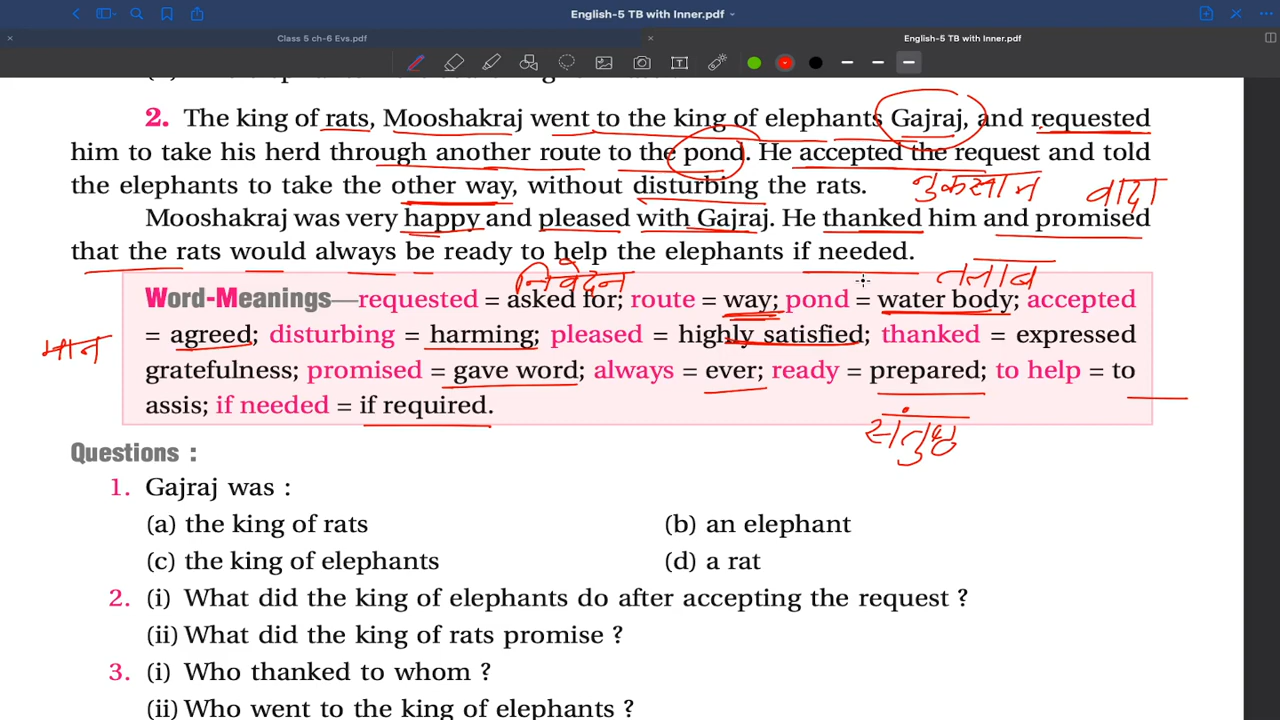 English-5 TB with Inner.pdf
Class 5 ch-6 Evs.pdf
English-5 TB with Inner.pdf
2. The king of rats, Mooshakraj went to the king of elephants Gajraj, and requested
him to take his herd through another route to the pond. He accepted the request and told
the elephants to take the other way, without disturbing the rats.
नुकसान वादा
Mooshakraj was very happy and pleased with Gajraj. He thanked him and promised
that the rats would always be ready to help the elephants if needed.
निवेदन तलाब
Word-Meanings—requested = asked for; route = way; pond = water body; accepted
= agreed; disturbing = harming; pleased = highly satisfied; thanked = expressed
मान
gratefulness; promised = gave word; always = ever; ready = prepared; to help = to
assis; if needed = if required.
Questions :
1. Gajraj was :
(a) the king of rats (b) an elephant
(c) the king of elephants (d) a rat
2. (i) What did the king of elephants do after accepting the request ?
(ii) What did the king of rats promise ?
3. (i) Who thanked to whom ?
(ii) Who went to the king of elephants ?